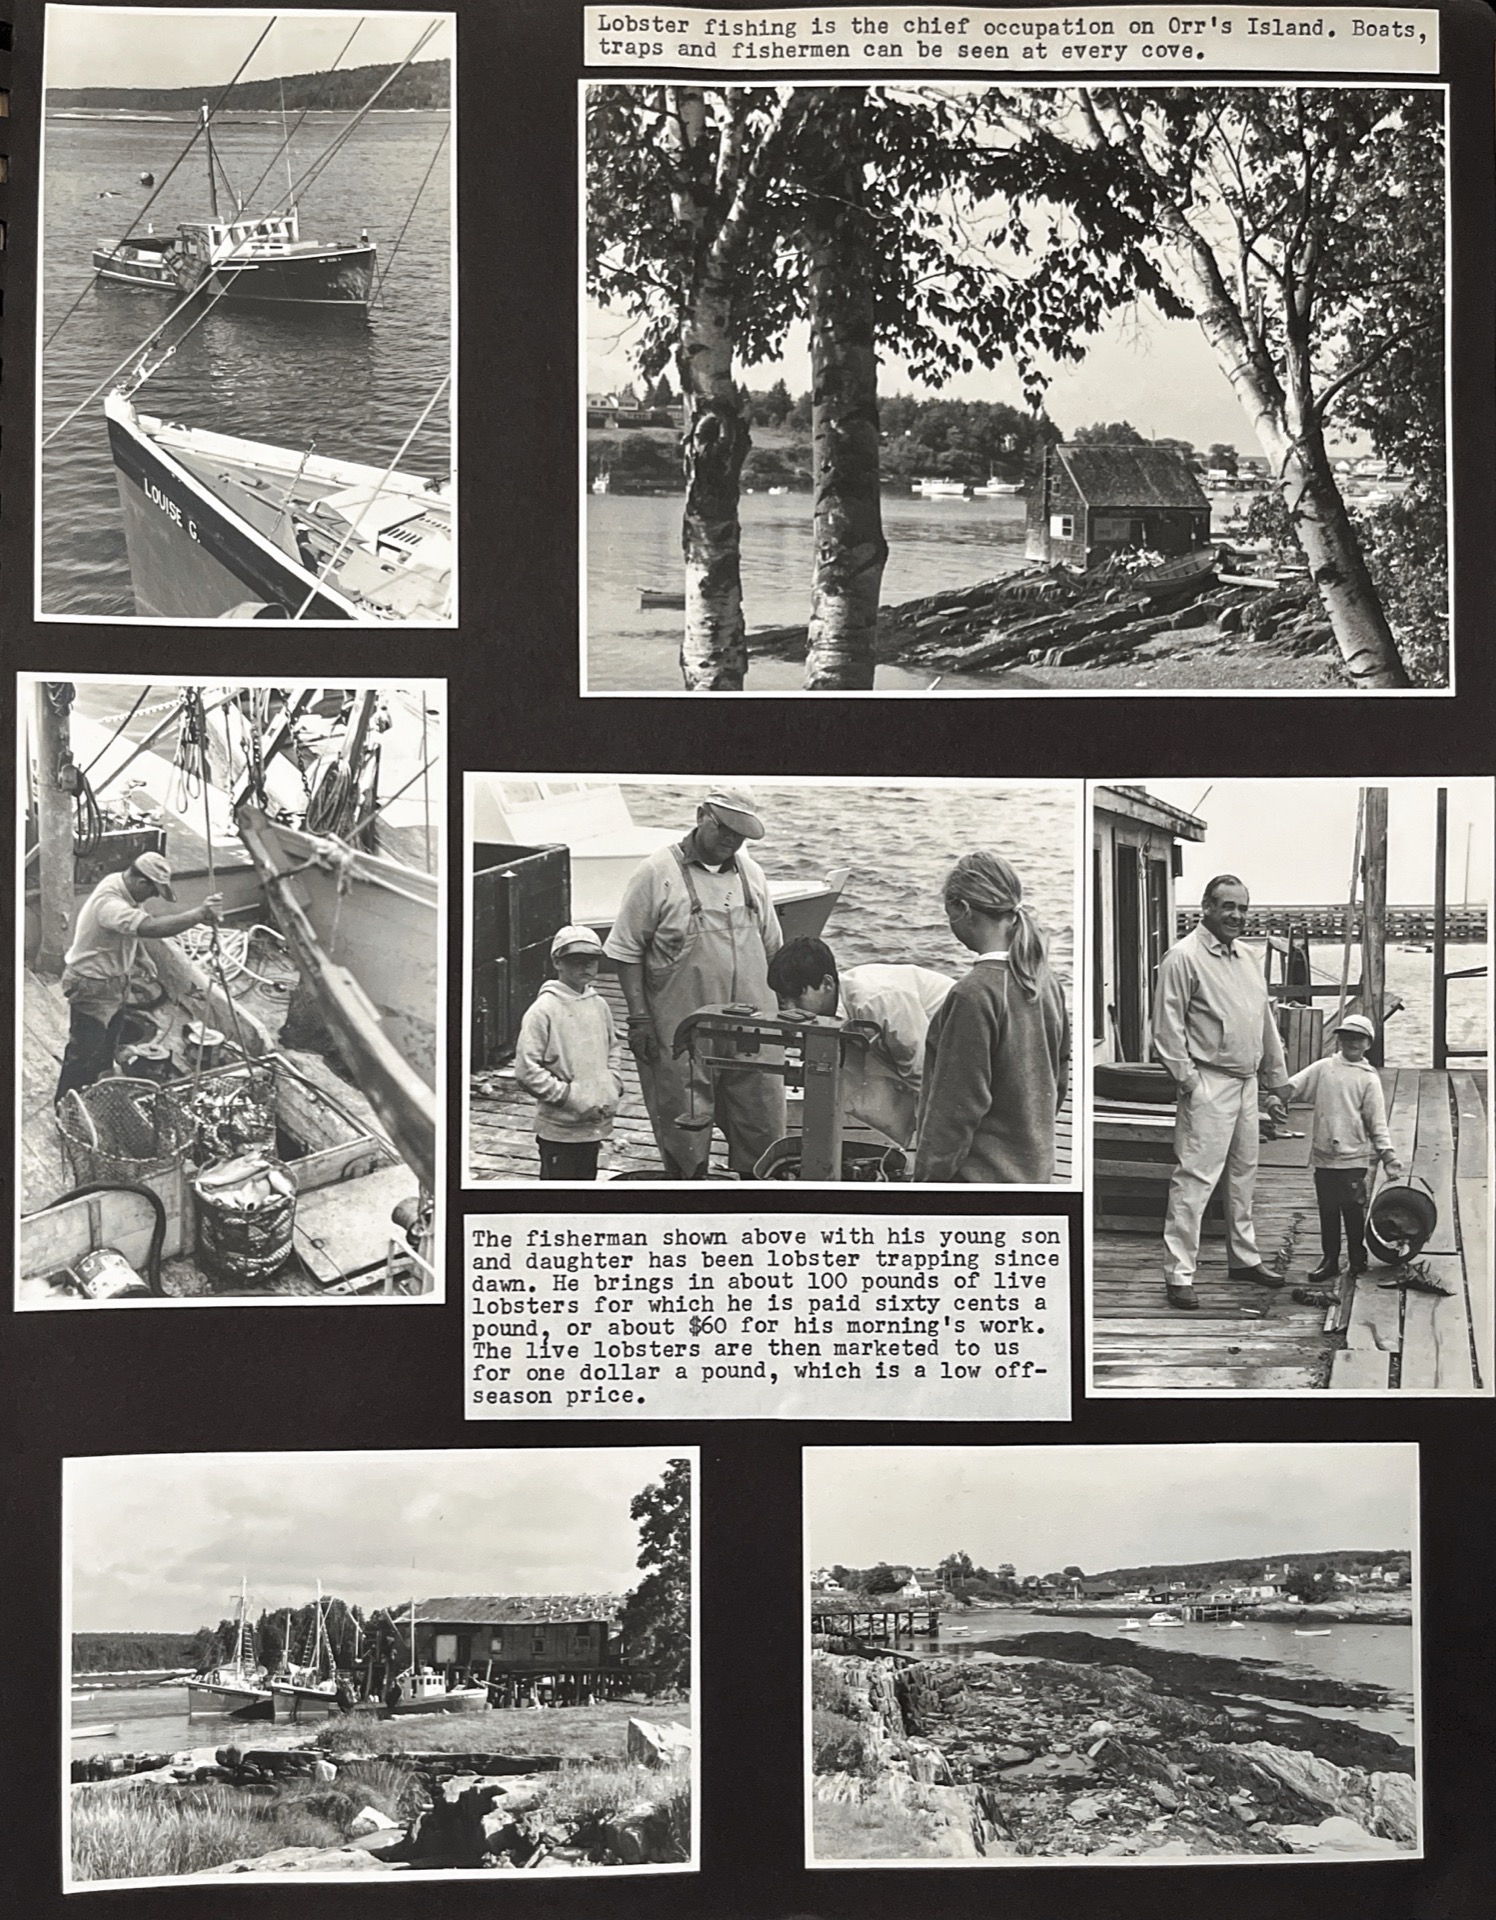 Lobster fishing is the chief occupation on Orr's Island. Boats,
traps and fishermen can be seen at every cove.
LOUISE G.
The fisherman shown above with his young son
and daughter has been lobster trapping since
dawn. He brings in about 100 pounds of live
lobsters for which he is paid sixty cents a
pound, or about $60 for his morning's work.
The live lobsters are then marketed to us
for one dollar a pound, which is a low off-
season price.